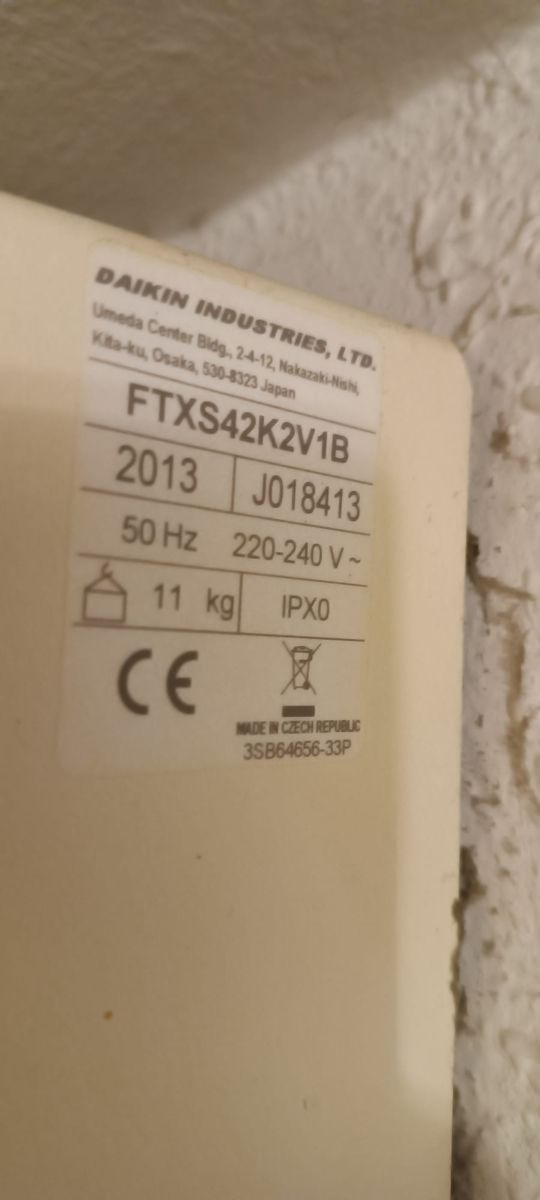 DAIKIN INDUSTRIES, LTD.
Umeda Center Bldg., 2-4-12, Nakazaki-Nishi,
Kita-ku, Osaka, 530-8323 Japan
FTXS42K2V1B
2013 J018413
50 Hz 220-240 V ~
11 kg IPX0
CE
MADE IN CZECH REPUBLIC
3SB64656-33P